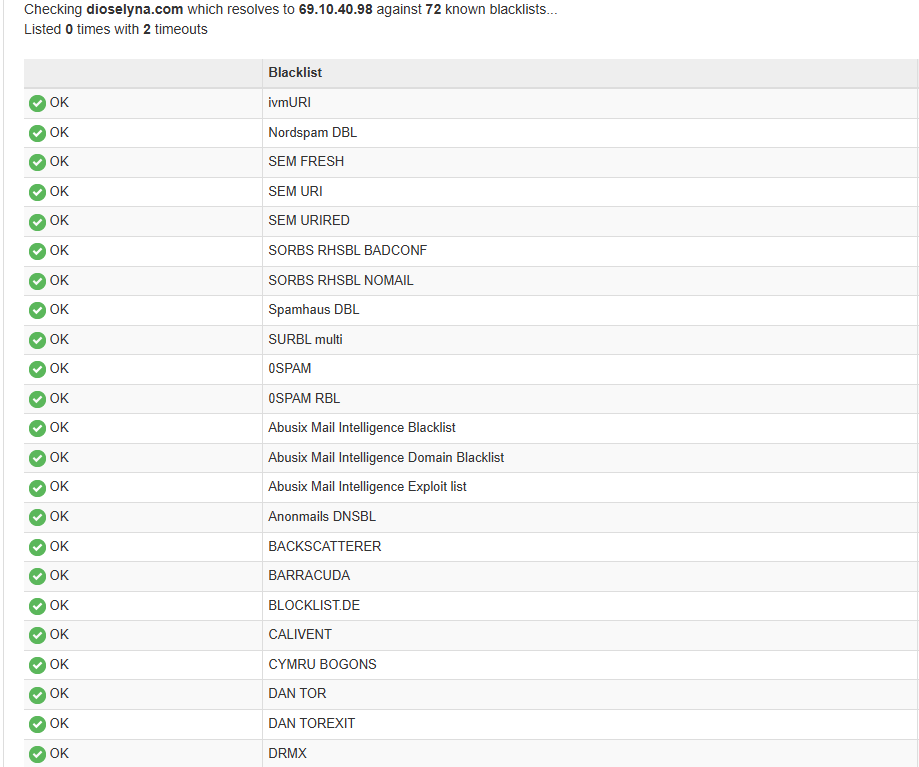 Checking dioselyna.com which resolves to 69.10.40.98 against 72 known blacklists...
Listed 0 times with 2 timeouts
Blacklist
OK ivmURI
OK Nordspam DBL
OK SEM FRESH
OK SEM URI
OK SEM URIRED
OK SORBS RHSBL BADCONF
OK SORBS RHSBL NOMAIL
OK Spamhaus DBL
OK SURBL multi
OK 0SPAM
OK 0SPAM RBL
OK Abusix Mail Intelligence Blacklist
OK Abusix Mail Intelligence Domain Blacklist
OK Abusix Mail Intelligence Exploit list
OK Anonmails DNSBL
OK BACKSCATTERER
OK BARRACUDA
OK BLOCKLIST.DE
OK CALIVENT
OK CYMRU BOGONS
OK DAN TOR
OK DAN TOREXIT
OK DRMX